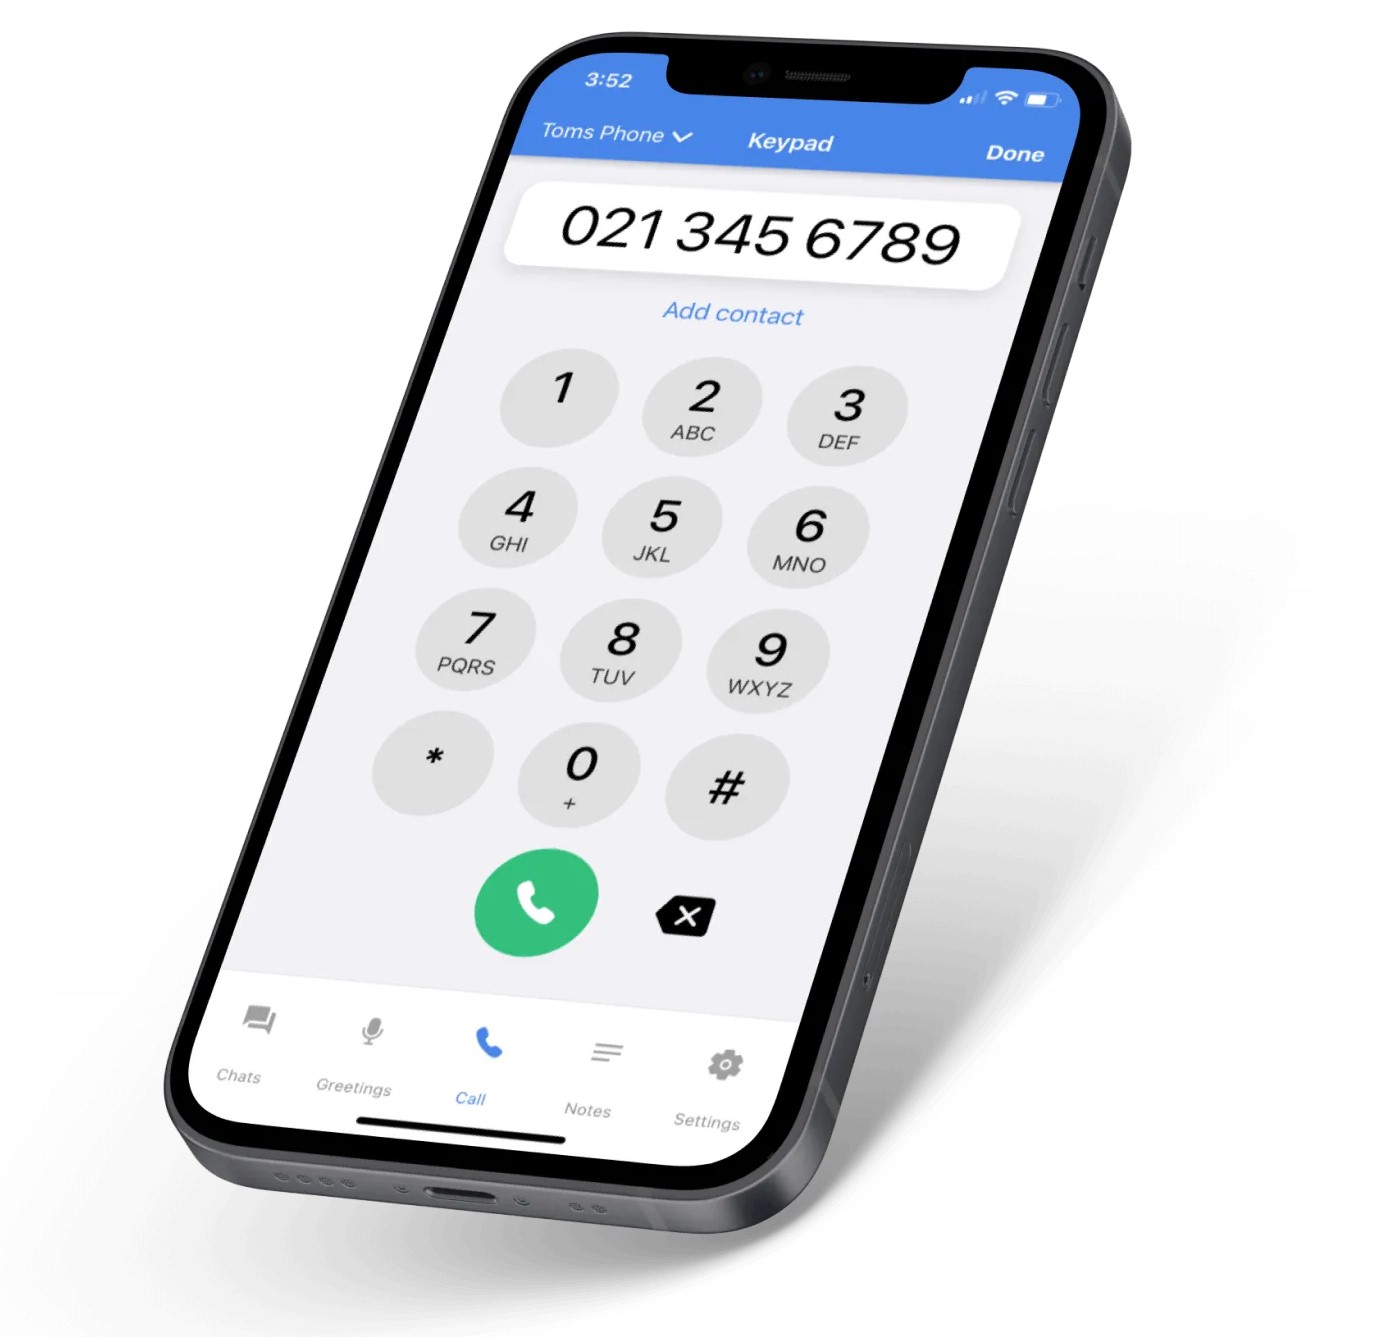 3:52
Toms Phone Keypad Done
021 345 6789
Add contact
1 2 3
ABC DEF
4 5 6
GHI JKL MNO
7 8 9
PQRS TUV WXYZ
* 0 #
+
Chats Greetings Call Notes Settings